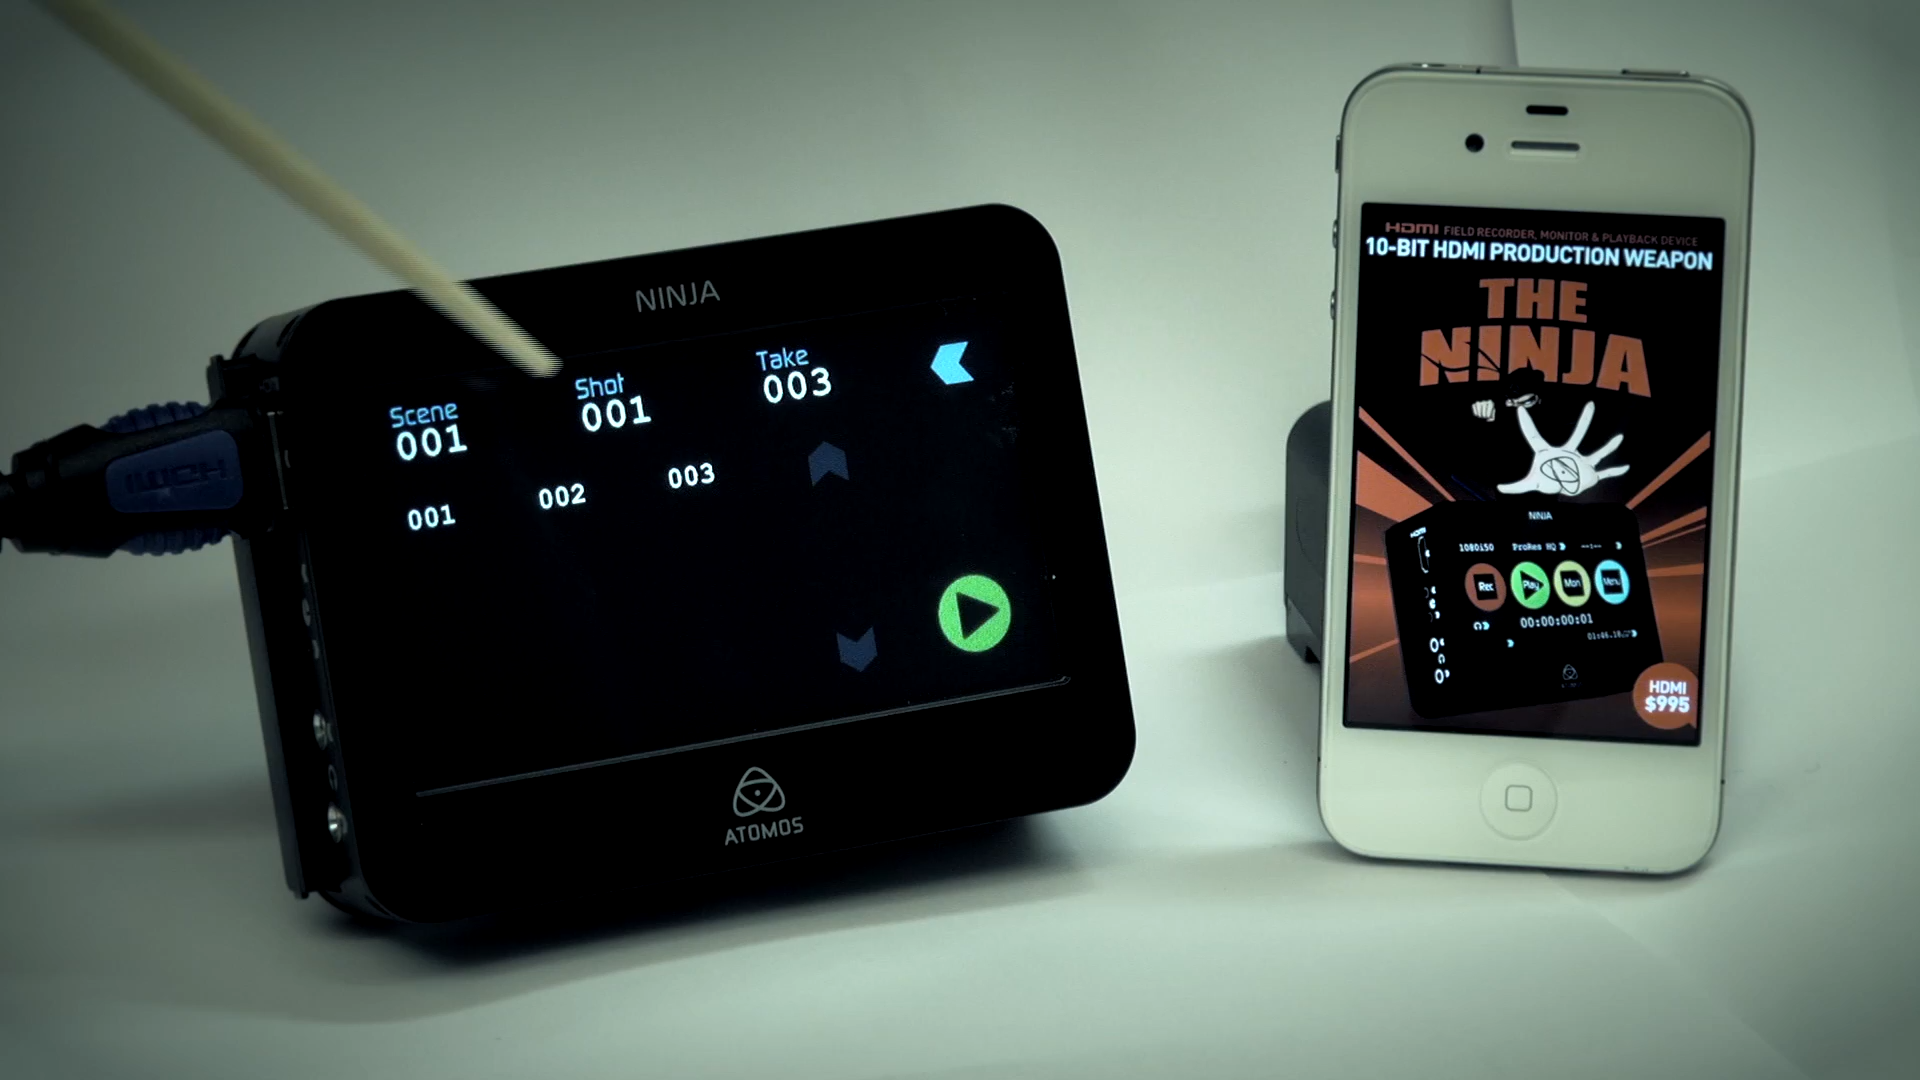 NINJA
Scene Shot Take
001 001 003
001 002 003
ATOMOS
HDMI FIELD RECORDER, MONITOR & PLAYBACK DEVICE
10-BIT HDMI PRODUCTION WEAPON
THE
NINJA
NINJA
1080i50 ProRes HQ --:--
Rec Play Mon Menu
00:00:00:01
HDMI
$995